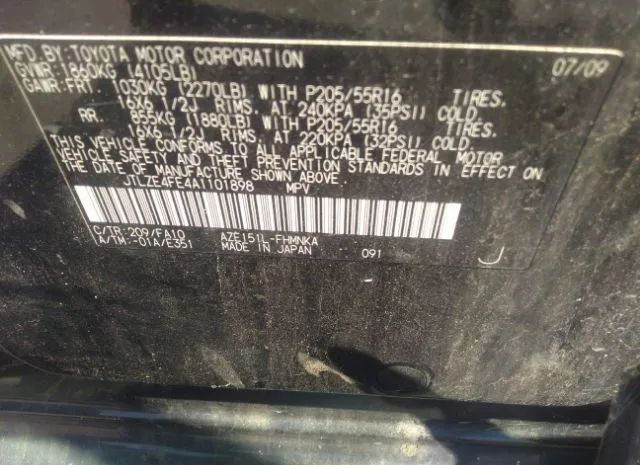 MFD. BY: TOYOTA MOTOR CORPORATION 07/09
GVWR: 1860KG (4105LB)
GAWR: FRT. 1030KG (2270LB) WITH P205/55R16 TIRES.
16X6 1/2J RIMS, AT 240KPA (35PSI) COLD.
RR. 855KG (1880LB) WITH P205/55R16 TIRES.
16X6 1/2J RIMS, AT 220KPA (32PSI) COLD.
THIS VEHICLE CONFORMS TO ALL APPLICABLE FEDERAL MOTOR
VEHICLE SAFETY AND THEFT PREVENTION STANDARDS IN EFFECT ON
THE DATE OF MANUFACTURE SHOWN ABOVE.
JTLZE4FE4A1101898 MPV
C/TR: 209/FA10 AZE151L-FHMNKA
A/TM: -01A/E351 MADE IN JAPAN 091 J